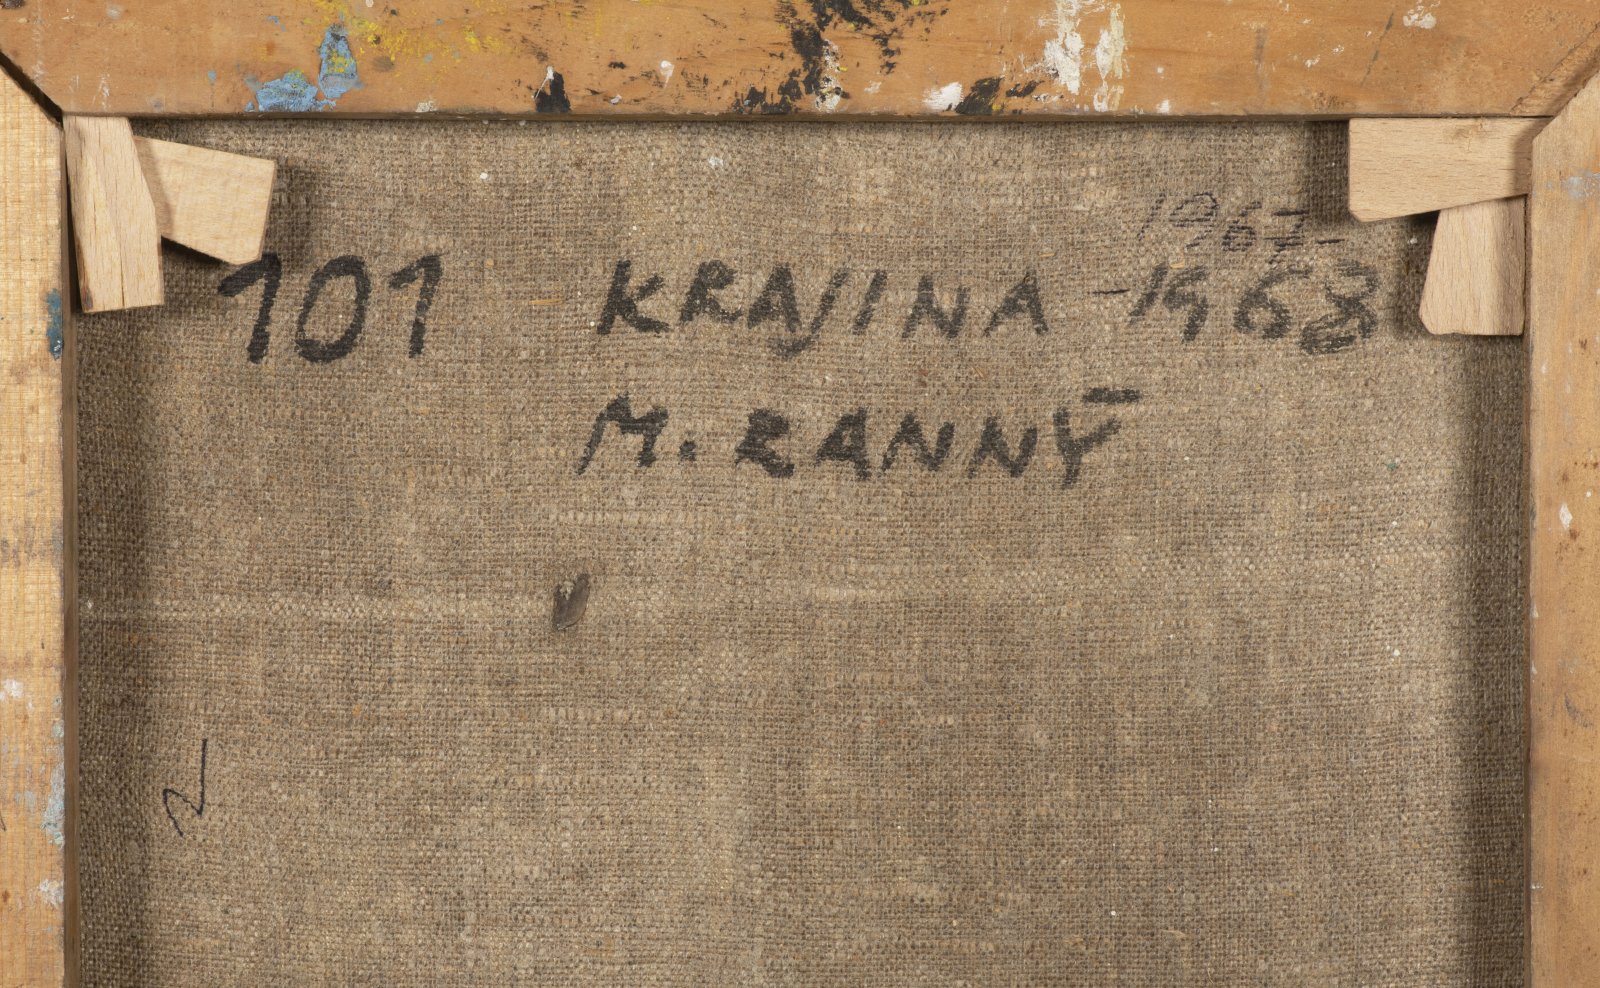 1967-
101 KRAJINA -1968
M. RANNÝ
N